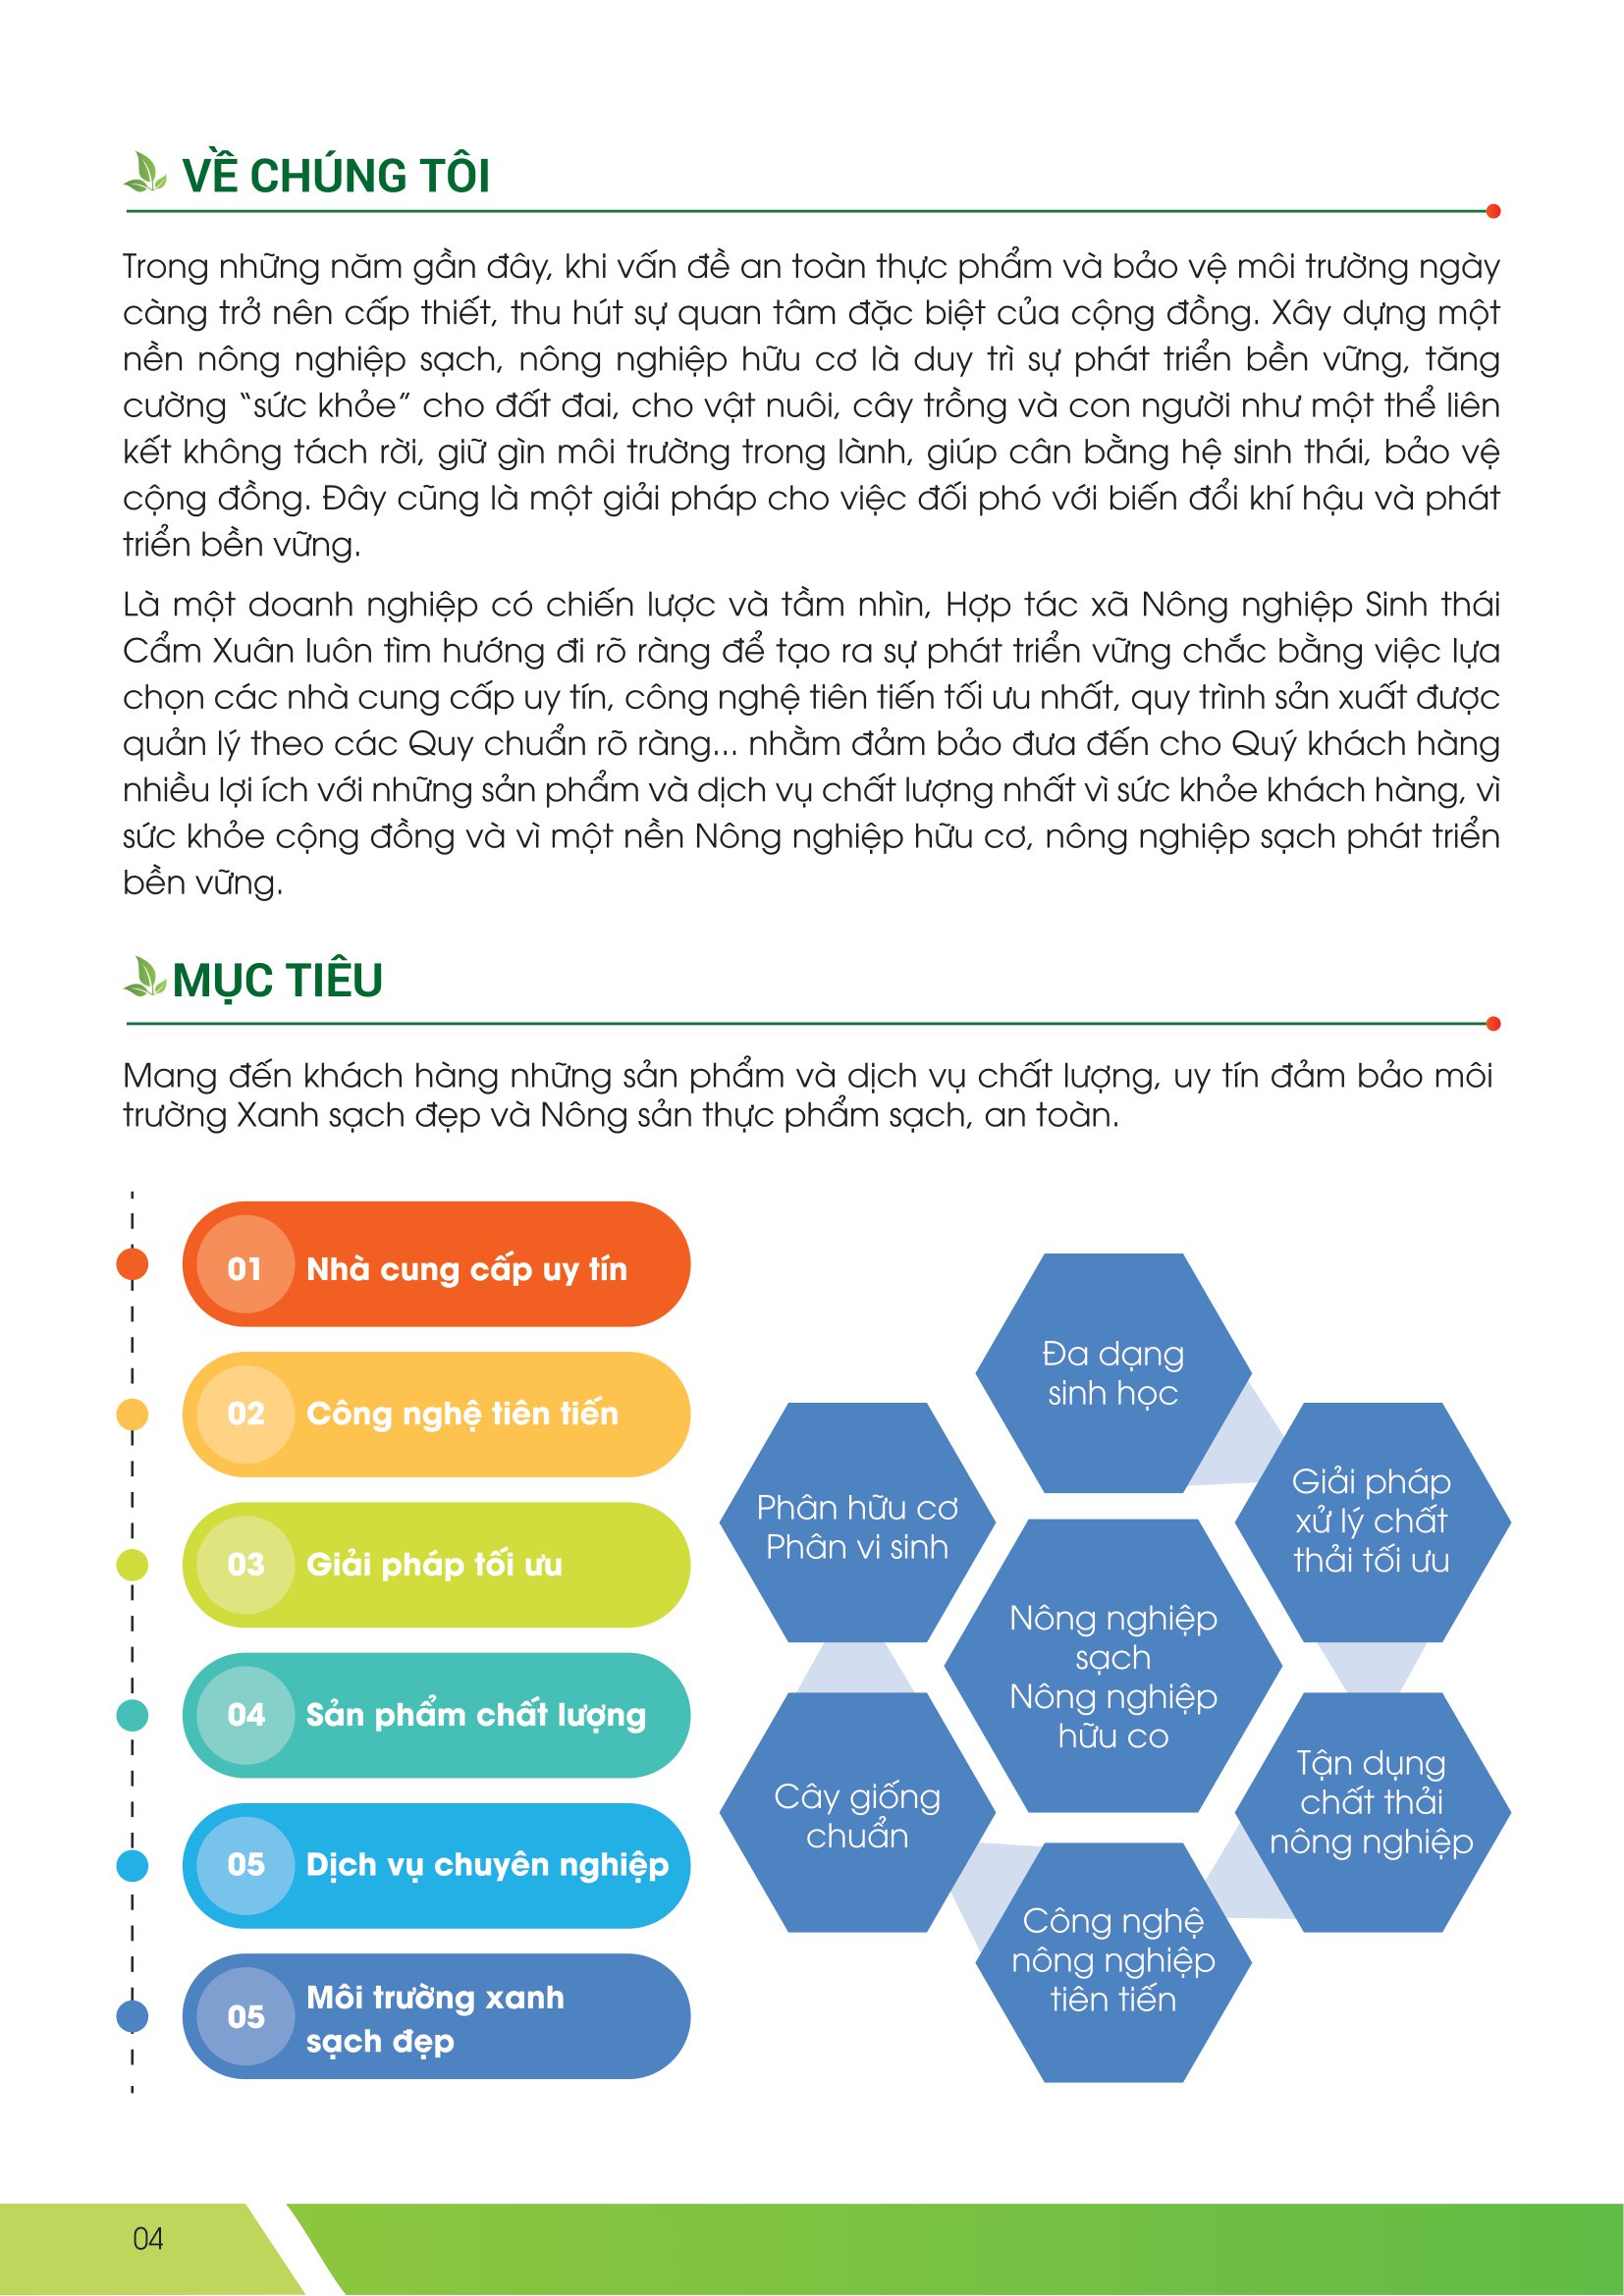 VỀ CHÚNG TÔI
Trong những năm gần đây, khi vấn đề an toàn thực phẩm và bảo vệ môi trường ngày
càng trở nên cấp thiết, thu hút sự quan tâm đặc biệt của cộng đồng. Xây dựng một
nền nông nghiệp sạch, nông nghiệp hữu cơ là duy trì sự phát triển bền vững, tăng
cường “sức khỏe” cho đất đai, cho vật nuôi, cây trồng và con người như một thể liên
kết không tách rời, giữ gìn môi trường trong lành, giúp cân bằng hệ sinh thái, bảo vệ
cộng đồng. Đây cũng là một giải pháp cho việc đối phó với biến đổi khí hậu và phát
triển bền vững.
Là một doanh nghiệp có chiến lược và tầm nhìn, Hợp tác xã Nông nghiệp Sinh thái
Cẩm Xuân luôn tìm hướng đi rõ ràng để tạo ra sự phát triển vững chắc bằng việc lựa
chọn các nhà cung cấp uy tín, công nghệ tiên tiến tối ưu nhất, quy trình sản xuất được
quản lý theo các Quy chuẩn rõ ràng... nhằm đảm bảo đưa đến cho Quý khách hàng
nhiều lợi ích với những sản phẩm và dịch vụ chất lượng nhất vì sức khỏe khách hàng, vì
sức khỏe cộng đồng và vì một nền Nông nghiệp hữu cơ, nông nghiệp sạch phát triển
bền vững.
MỤC TIÊU
Mang đến khách hàng những sản phẩm và dịch vụ chất lượng, uy tín đảm bảo môi
trường Xanh sạch đẹp và Nông sản thực phẩm sạch, an toàn.
01 Nhà cung cấp uy tín
02 Công nghệ tiên tiến
03 Giải pháp tối ưu
04 Sản phẩm chất lượng
05 Dịch vụ chuyên nghiệp
05 Môi trường xanh
sạch đẹp
Đa dạng
sinh học
Phân hữu cơ
Phân vi sinh
Giải pháp
xử lý chất
thải tối ưu
Nông nghiệp
sạch
Nông nghiệp
hữu co
Cây giống
chuẩn
Tận dụng
chất thải
nông nghiệp
Công nghệ
nông nghiệp
tiên tiến
04